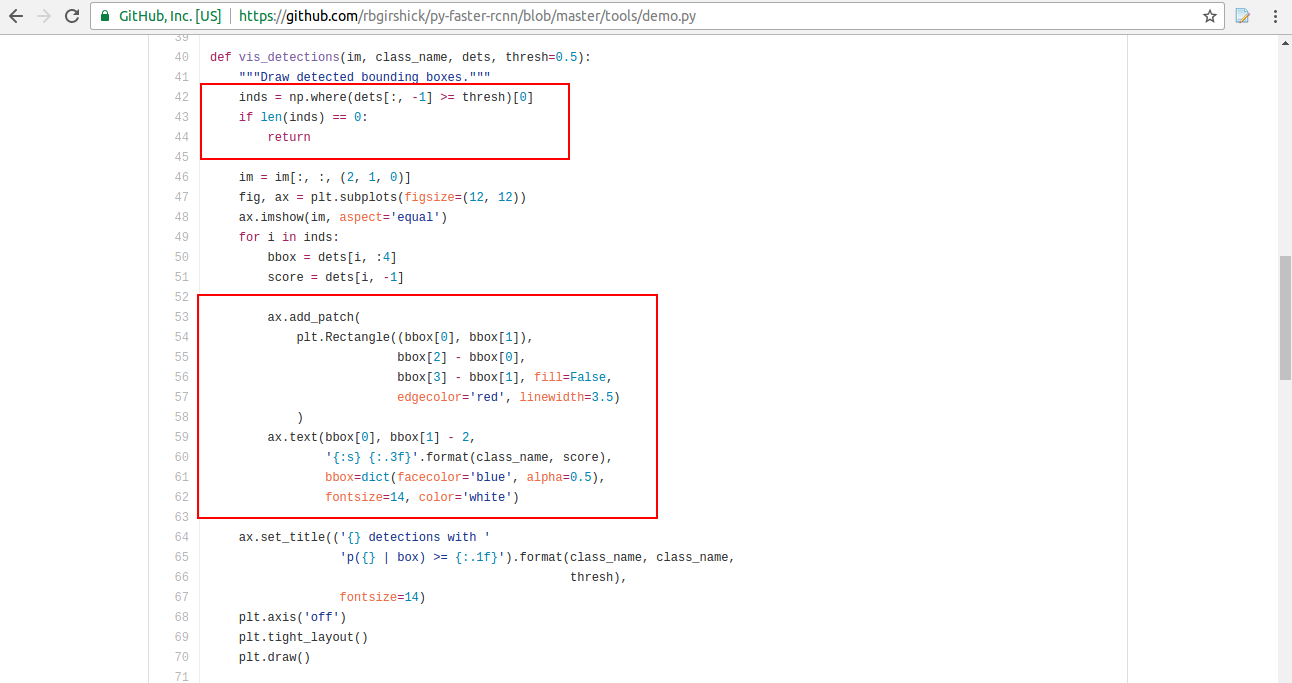 GitHub, Inc. [US] https://github.com/rbgirshick/py-faster-rcnn/blob/master/tools/demo.py
39
40 def vis_detections(im, class_name, dets, thresh=0.5):
41     """Draw detected bounding boxes."""
42     inds = np.where(dets[:, -1] >= thresh)[0]
43     if len(inds) == 0:
44         return
45
46     im = im[:, :, (2, 1, 0)]
47     fig, ax = plt.subplots(figsize=(12, 12))
48     ax.imshow(im, aspect='equal')
49     for i in inds:
50         bbox = dets[i, :4]
51         score = dets[i, -1]
52
53         ax.add_patch(
54             plt.Rectangle((bbox[0], bbox[1]),
55                           bbox[2] - bbox[0],
56                           bbox[3] - bbox[1], fill=False,
57                           edgecolor='red', linewidth=3.5)
58             )
59         ax.text(bbox[0], bbox[1] - 2,
60                 '{:s} {:.3f}'.format(class_name, score),
61                 bbox=dict(facecolor='blue', alpha=0.5),
62                 fontsize=14, color='white')
63
64     ax.set_title(('{} detections with '
65                   'p({} | box) >= {:.1f}').format(class_name, class_name,
66                                                   thresh),
67                   fontsize=14)
68     plt.axis('off')
69     plt.tight_layout()
70     plt.draw()
71